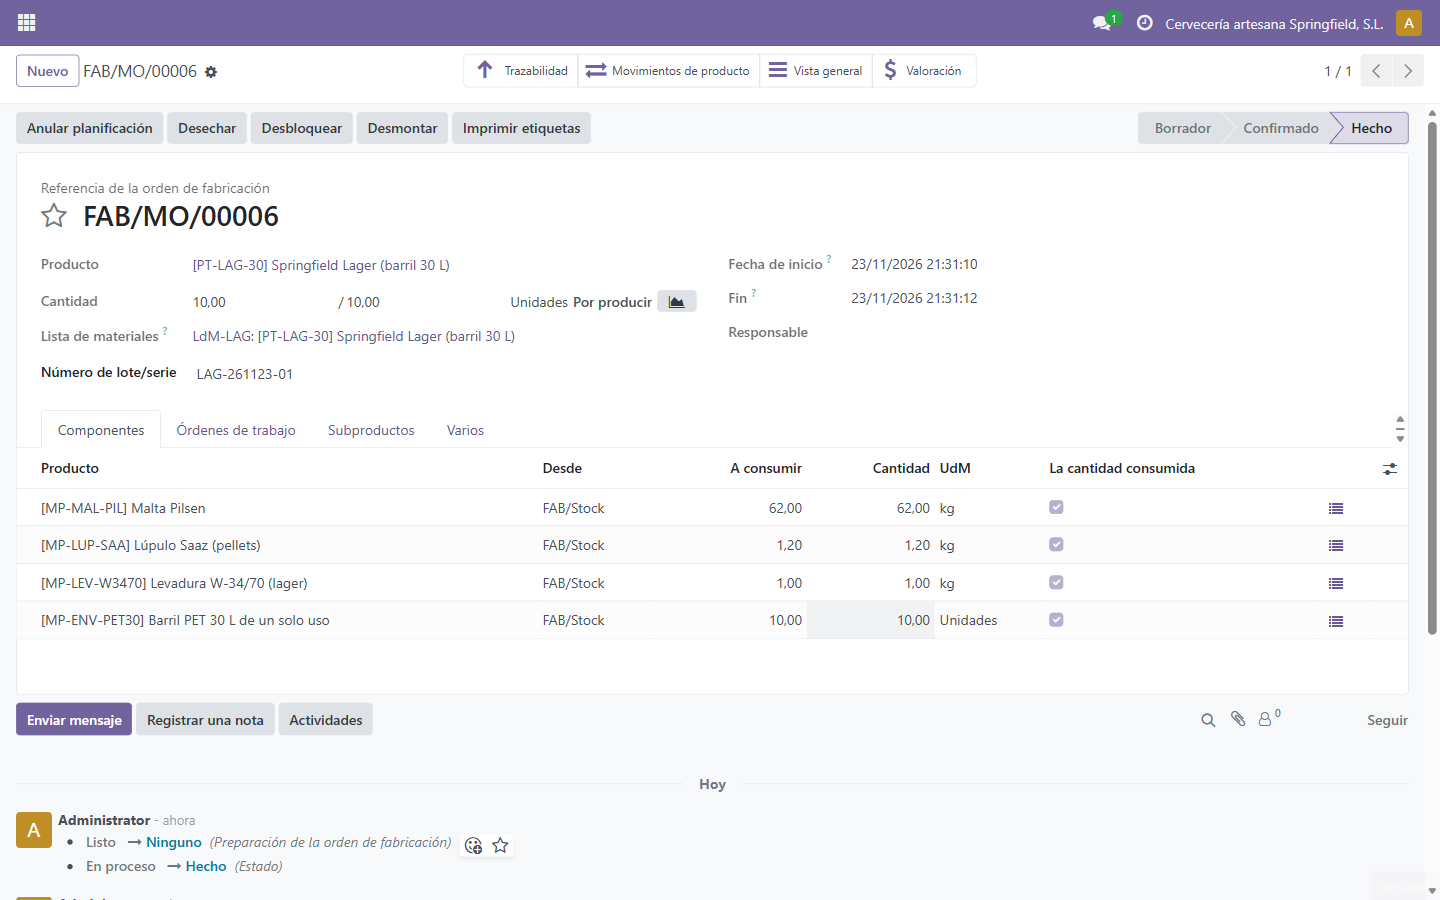 1
Cervecería artesana Springfield, S.L.
A
Nuevo
FAB/MO/00006
Trazabilidad
Movimientos de producto
Vista general
Valoración
1 / 1
Anular planificación
Desechar
Desbloquear
Desmontar
Imprimir etiquetas
Borrador
Confirmado
Hecho
Referencia de la orden de fabricación
FAB/MO/00006
Producto
[PT-LAG-30] Springfield Lager (barril 30 L)
Fecha de inicio ?
23/11/2026 21:31:10
Cantidad
10,00
/ 10,00
Unidades
Por producir
Fin ?
23/11/2026 21:31:12
Lista de materiales ?
LdM-LAG: [PT-LAG-30] Springfield Lager (barril 30 L)
Responsable
Número de lote/serie
LAG-261123-01
Componentes
Órdenes de trabajo
Subproductos
Varios
Producto Desde A consumir Cantidad UdM La cantidad consumida
[MP-MAL-PIL] Malta Pilsen FAB/Stock 62,00 62,00 kg
[MP-LUP-SAA] Lúpulo Saaz (pellets) FAB/Stock 1,20 1,20 kg
[MP-LEV-W3470] Levadura W-34/70 (lager) FAB/Stock 1,00 1,00 kg
[MP-ENV-PET30] Barril PET 30 L de un solo uso FAB/Stock 10,00 10,00 Unidades
Enviar mensaje
Registrar una nota
Actividades
0
Seguir
Hoy
A
Administrator - ahora
Listo → Ninguno (Preparación de la orden de fabricación)
En proceso → Hecho (Estado)